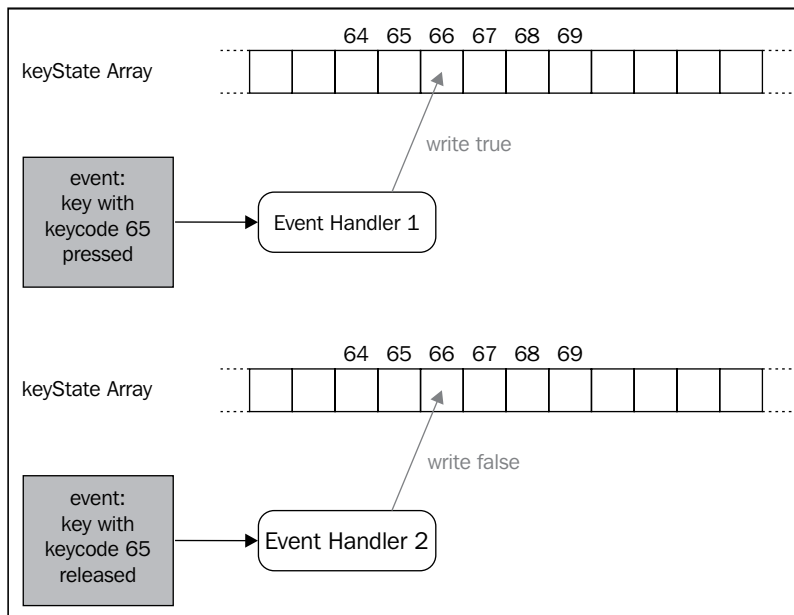 64 65 66 67 68 69
keyState Array
write true
event:
key with
keycode 65
pressed
Event Handler 1
64 65 66 67 68 69
keyState Array
write false
event:
key with
keycode 65
released
Event Handler 2